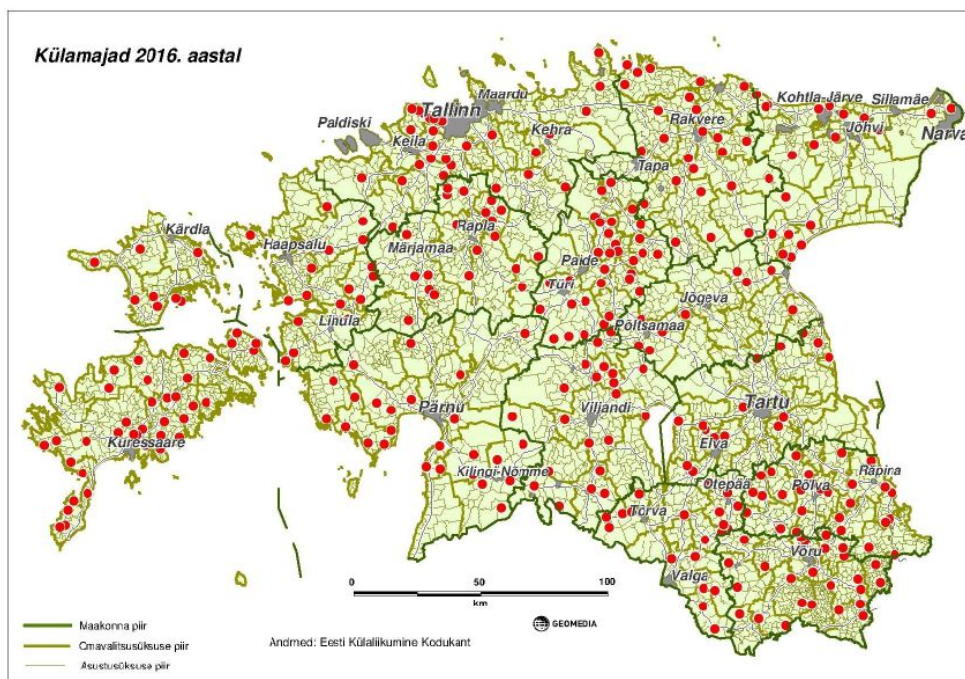 Külamajad 2016. aastal
Maardu
Tallinn
Paldiski
Keila
Kehra
Kohtla-Järve
Sillamäe
Rakvere
Jõhvi
Narva
Tapa
Kärdla
Haapsalu
Rapla
Märjamaa
Paide
Türi
Jõgeva
Lihula
Põltsamaa
Pärnu
Viljandi
Tartu
Kuressaare
Elva
Kilingi-Nõmme
Otepää
Põlva
Räpina
Tõrva
Võru
Valga
0 50 100
km
GEOMEDIA
Maakonna piir
Omavalitsusüksuse piir
Asustusüksuse piir
Andmed: Eesti Külaliikumine Kodukant